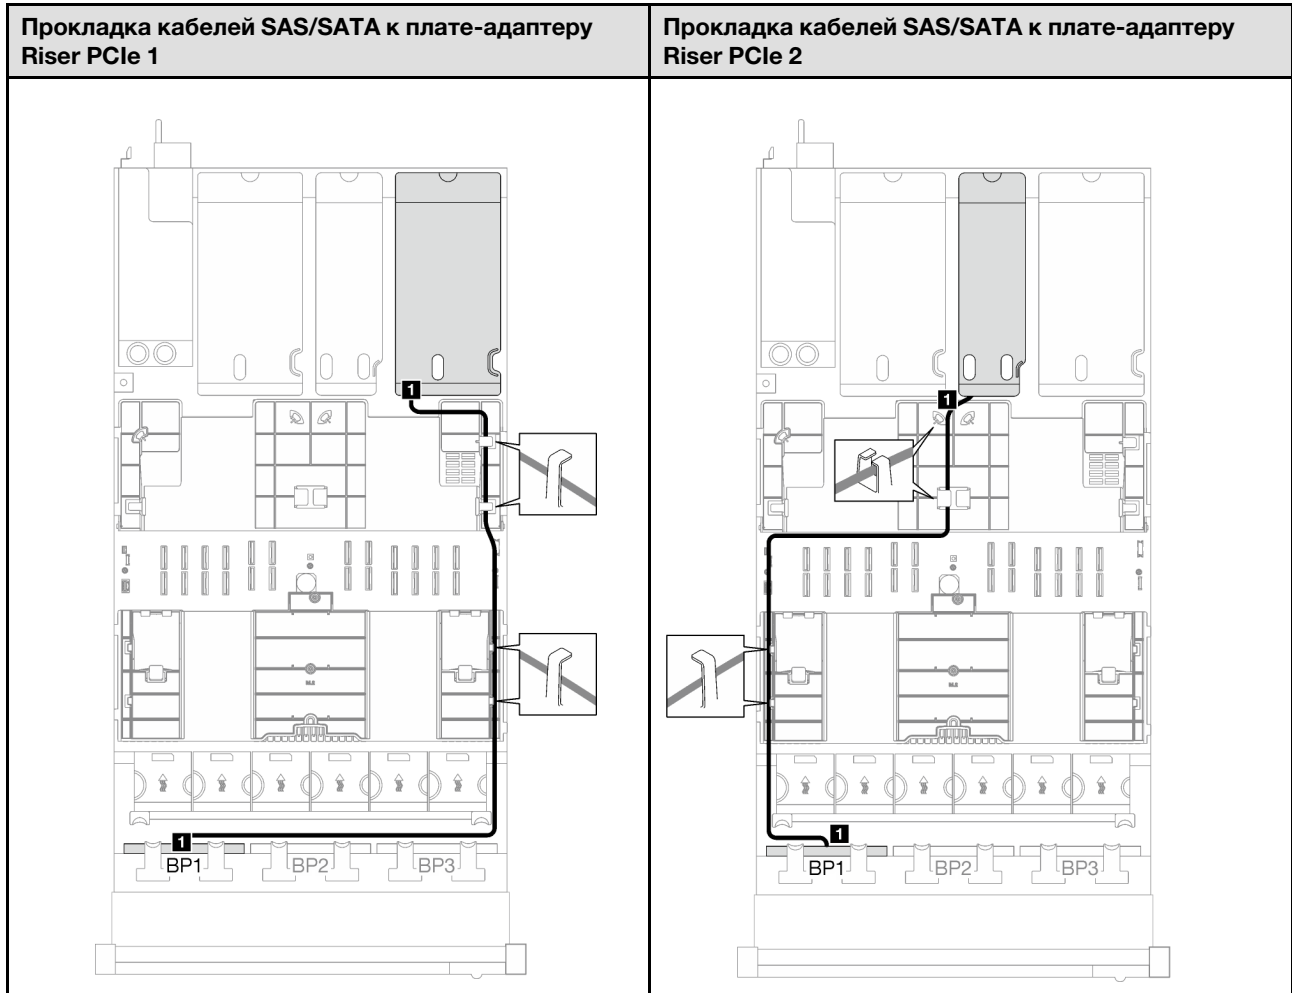 Прокладка кабелей SAS/SATA к плате-адаптеру
Riser PCIe 1
Прокладка кабелей SAS/SATA к плате-адаптеру
Riser PCIe 2
1
1
BP1
BP2
BP3
1
1
BP1
BP2
BP3